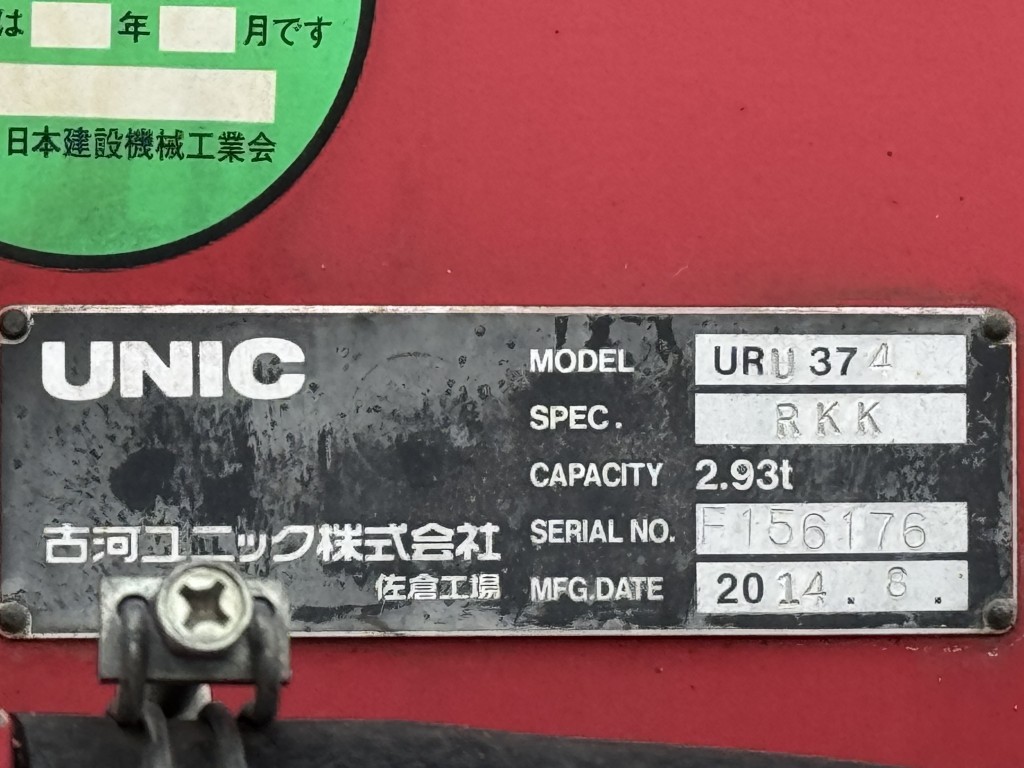 は 年 月です
日本建設機械工業会
UNIC
古河ユニック株式会社
佐倉工場
MODEL URU374
SPEC. RKK
CAPACITY 2.93t
SERIAL NO. F156176
MFG.DATE 2014.8.